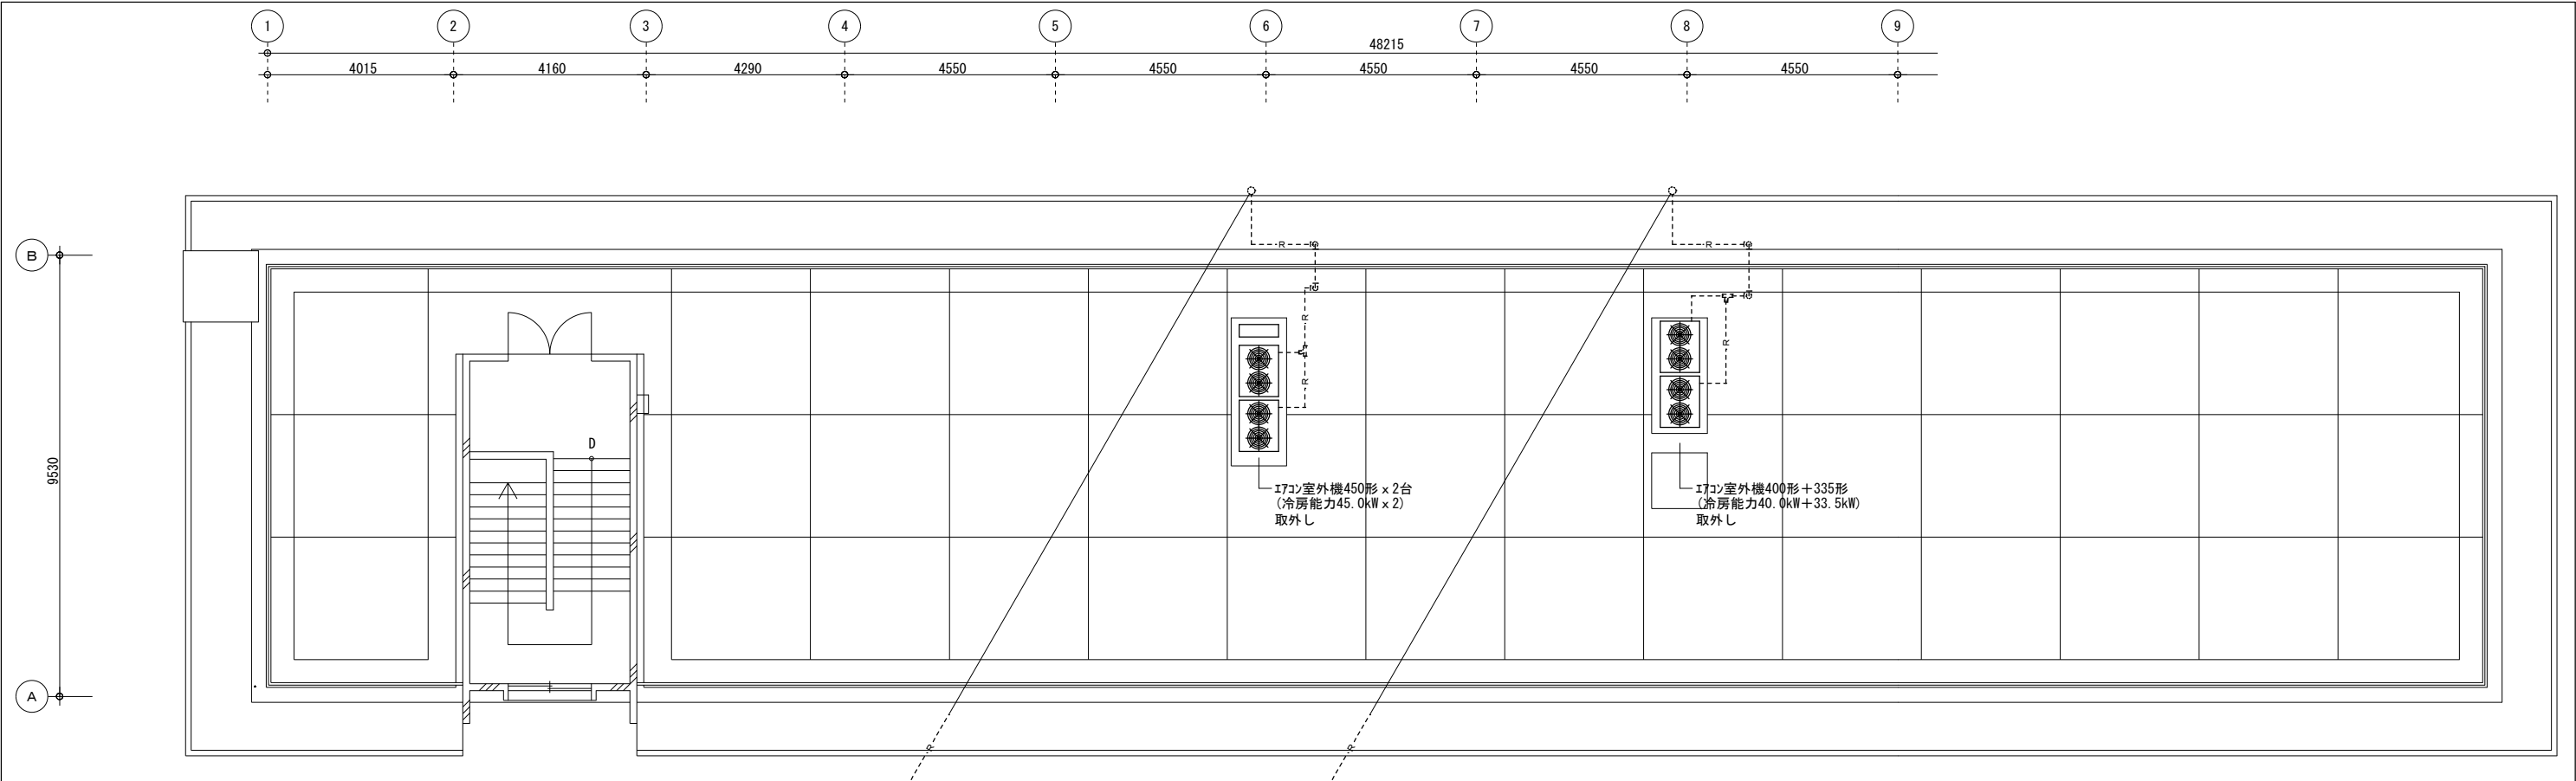 1 2 3 4 5 6 7 8 9
48215
4015 4160 4290 4550 4550 4550 4550 4550
B
R R
R R
R
D
9530
ｴｱｺﾝ室外機450形ｘ2台
(冷房能力45.0kWｘ2)
取外し
ｴｱｺﾝ室外機400形＋335形
(冷房能力40.0kW＋33.5kW)
取外し
A
R R